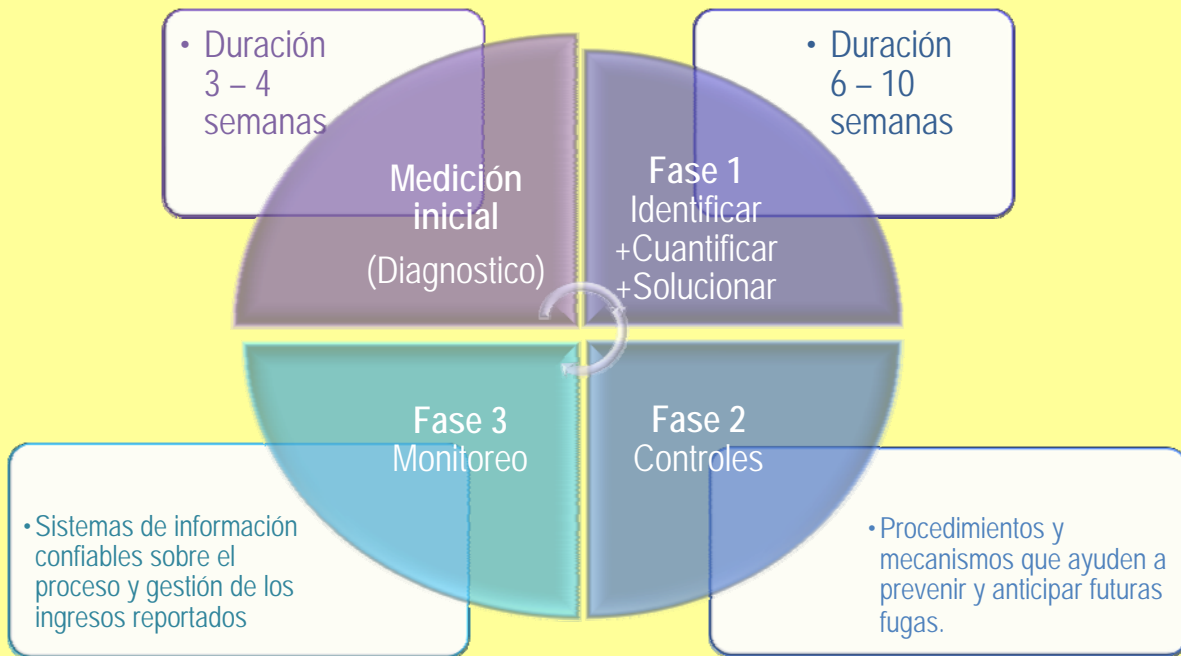 • Duración
3 – 4
semanas
Medición
inicial
(Diagnostico)
• Duración
6 – 10
semanas
Fase 1
Identificar
+Cuantificar
+Solucionar
Fase 3
Monitoreo
• Sistemas de información
confiables sobre el
proceso y gestión de los
ingresos reportados
Fase 2
Controles
• Procedimientos y
mecanismos que ayuden a
prevenir y anticipar futuras
fugas.